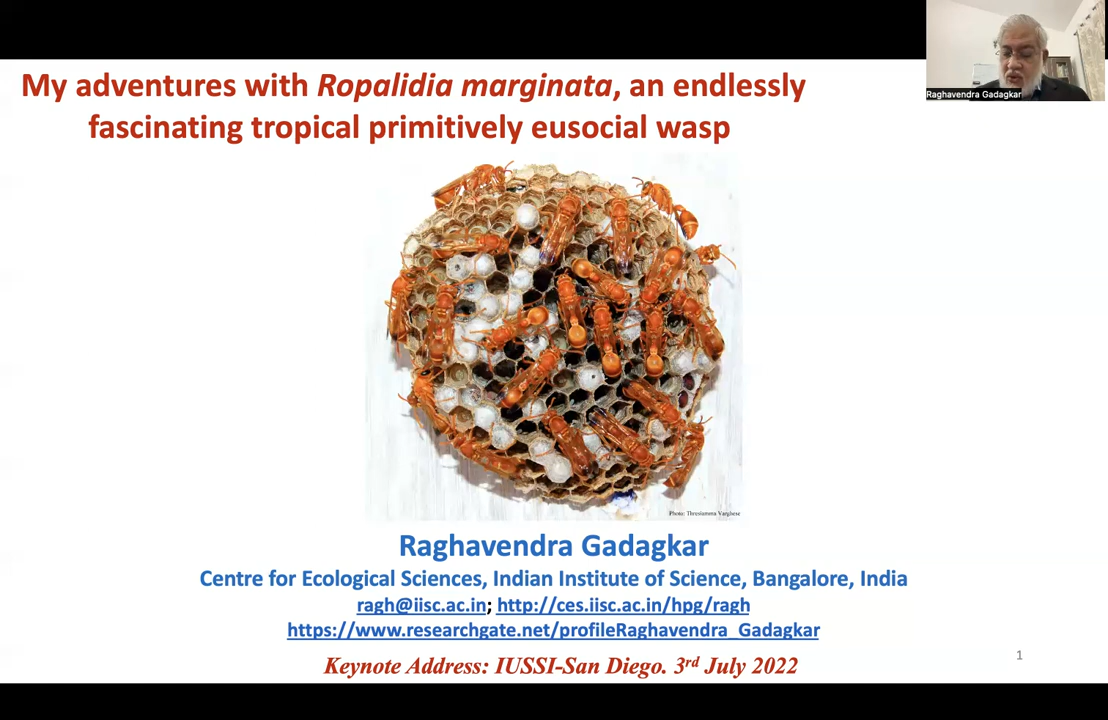 My adventures with Ropalidia marginata, an endlessly
fascinating tropical primitively eusocial wasp
Raghavendra Gadagkar
Photo: Thresiamma Varghese
Raghavendra Gadagkar
Centre for Ecological Sciences, Indian Institute of Science, Bangalore, India
ragh@iisc.ac.in; http://ces.iisc.ac.in/hpg/ragh
https://www.researchgate.net/profileRaghavendra_Gadagkar
Keynote Address: IUSSI-San Diego. 3rd July 2022
1